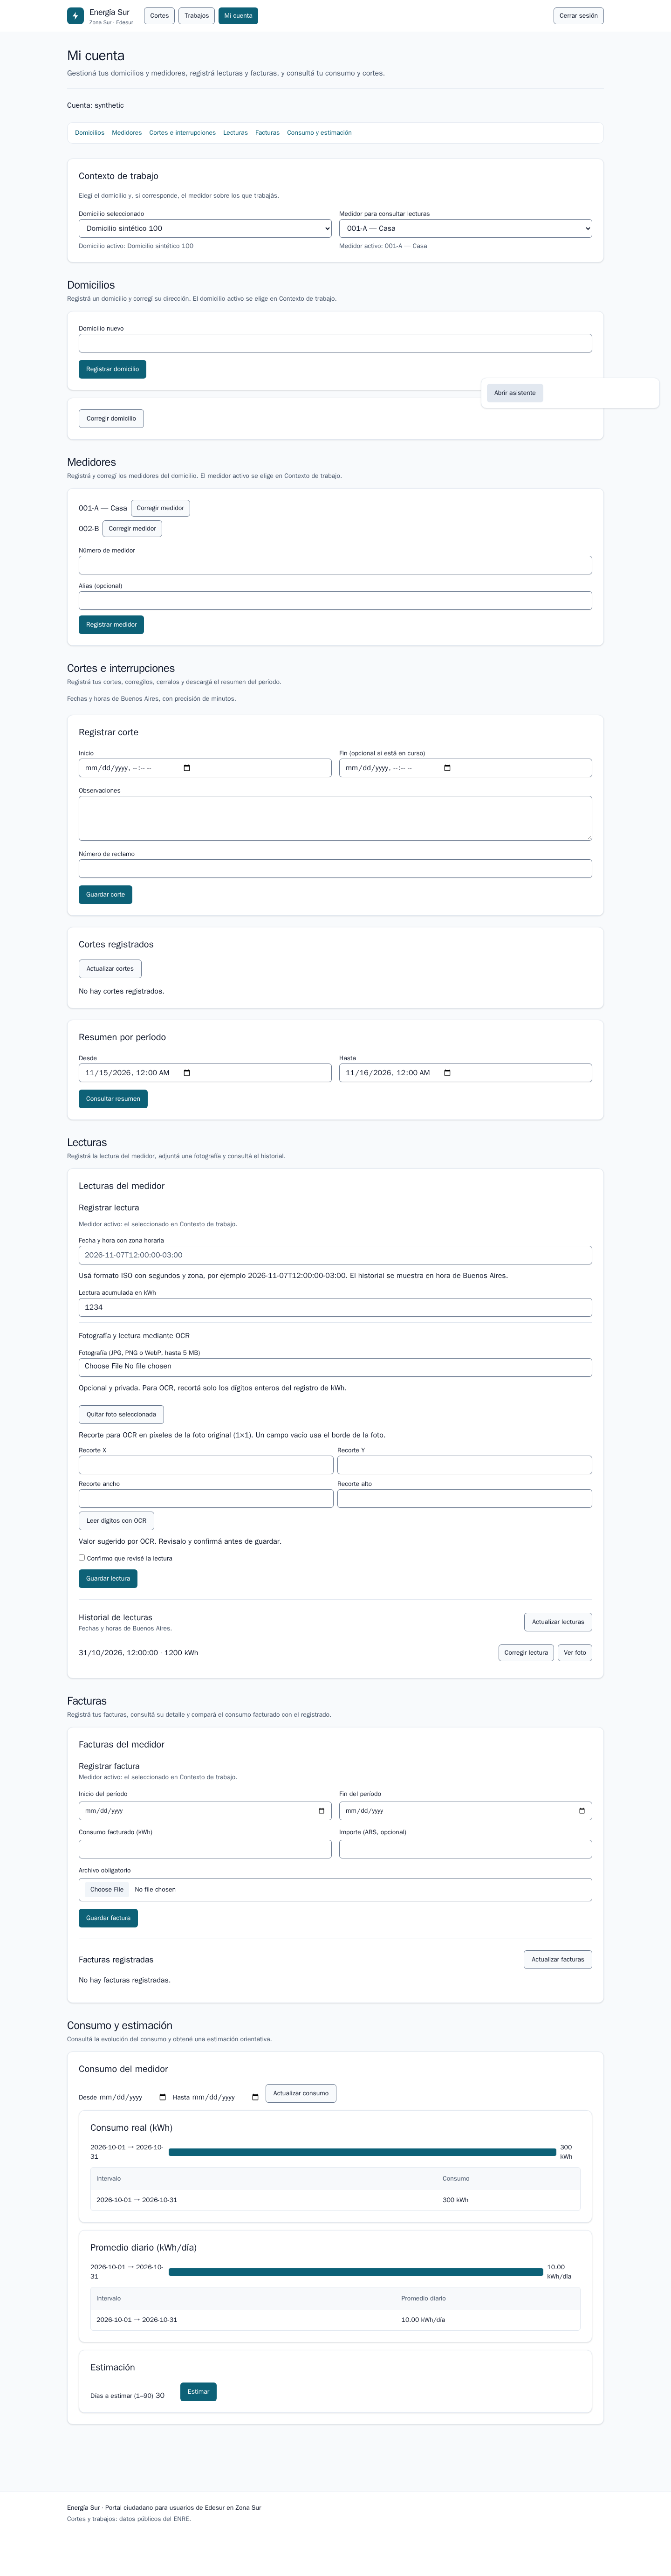 Energía Sur
Zona Sur · Edesur
Cortes
Trabajos
Mi cuenta
Cerrar sesión
Mi cuenta
Gestioná tus domicilios y medidores, registrá lecturas y facturas, y consultá tu consumo y cortes.
Cuenta: synthetic
Domicilios Medidores Cortes e interrupciones Lecturas Facturas Consumo y estimación
Contexto de trabajo
Elegí el domicilio y, si corresponde, el medidor sobre los que trabajás.
Domicilio seleccionado
Medidor para consultar lecturas
Domicilio sintético 100
001-A — Casa
Domicilio activo: Domicilio sintético 100
Medidor activo: 001-A — Casa
Domicilios
Registrá un domicilio y corregí su dirección. El domicilio activo se elige en Contexto de trabajo.
Domicilio nuevo
Registrar domicilio
Abrir asistente
Corregir domicilio
Medidores
Registrá y corregí los medidores del domicilio. El medidor activo se elige en Contexto de trabajo.
001-A — Casa Corregir medidor
002-B Corregir medidor
Número de medidor
Alias (opcional)
Registrar medidor
Cortes e interrupciones
Registrá tus cortes, corregilos, cerralos y descargá el resumen del período.
Fechas y horas de Buenos Aires, con precisión de minutos.
Registrar corte
Inicio
Fin (opcional si está en curso)
mm/dd/yyyy, --:-- --
mm/dd/yyyy, --:-- --
Observaciones
Número de reclamo
Guardar corte
Cortes registrados
Actualizar cortes
No hay cortes registrados.
Resumen por período
Desde
Hasta
11/15/2026, 12:00 AM
11/16/2026, 12:00 AM
Consultar resumen
Lecturas
Registrá la lectura del medidor, adjuntá una fotografía y consultá el historial.
Lecturas del medidor
Registrar lectura
Medidor activo: el seleccionado en Contexto de trabajo.
Fecha y hora con zona horaria
2026-11-07T12:00:00-03:00
Usá formato ISO con segundos y zona, por ejemplo 2026-11-07T12:00:00-03:00. El historial se muestra en hora de Buenos Aires.
Lectura acumulada en kWh
1234
Fotografía y lectura mediante OCR
Fotografía (JPG, PNG o WebP, hasta 5 MB)
Choose File No file chosen
Opcional y privada. Para OCR, recortá solo los dígitos enteros del registro de kWh.
Quitar foto seleccionada
Recorte para OCR en píxeles de la foto original (1×1). Un campo vacío usa el borde de la foto.
Recorte X
Recorte Y
Recorte ancho
Recorte alto
Leer dígitos con OCR
Valor sugerido por OCR. Revisalo y confirmá antes de guardar.
Confirmo que revisé la lectura
Guardar lectura
Historial de lecturas
Fechas y horas de Buenos Aires.
Actualizar lecturas
31/10/2026, 12:00:00 · 1200 kWh
Corregir lectura
Ver foto
Facturas
Registrá tus facturas, consultá su detalle y compará el consumo facturado con el registrado.
Facturas del medidor
Registrar factura
Medidor activo: el seleccionado en Contexto de trabajo.
Inicio del período
Fin del período
mm/dd/yyyy
mm/dd/yyyy
Consumo facturado (kWh)
Importe (ARS, opcional)
Archivo obligatorio
Choose File No file chosen
Guardar factura
Facturas registradas
Actualizar facturas
No hay facturas registradas.
Consumo y estimación
Consultá la evolución del consumo y obtené una estimación orientativa.
Consumo del medidor
Desde mm/dd/yyyy Hasta mm/dd/yyyy Actualizar consumo
Consumo real (kWh)
2026-10-01 → 2026-10-
31
300
kWh
Intervalo Consumo
2026-10-01 → 2026-10-31 300 kWh
Promedio diario (kWh/día)
2026-10-01 → 2026-10-
31
10.00
kWh/día
Intervalo Promedio diario
2026-10-01 → 2026-10-31 10.00 kWh/día
Estimación
Días a estimar (1–90) 30 Estimar
Energía Sur · Portal ciudadano para usuarios de Edesur en Zona Sur
Cortes y trabajos: datos públicos del ENRE.